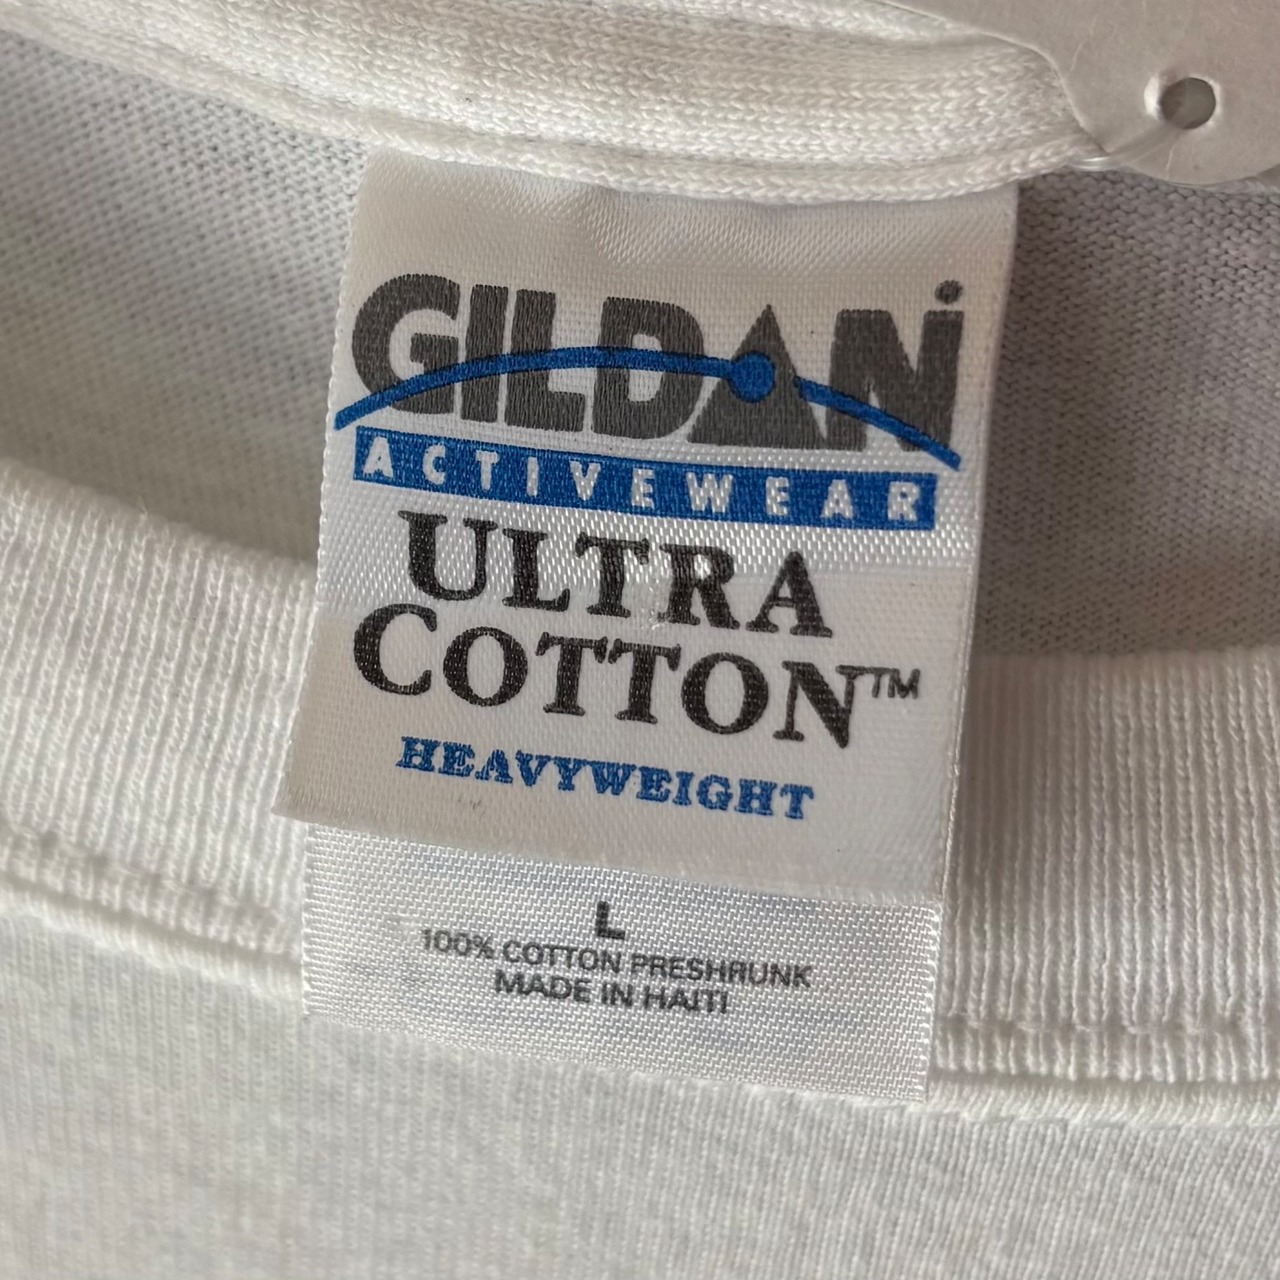 GILDAN
ACTIVEWEAR
ULTRA
COTTON™
HEAVYWEIGHT
L
100% COTTON PRESHRUNK
MADE IN HAITI